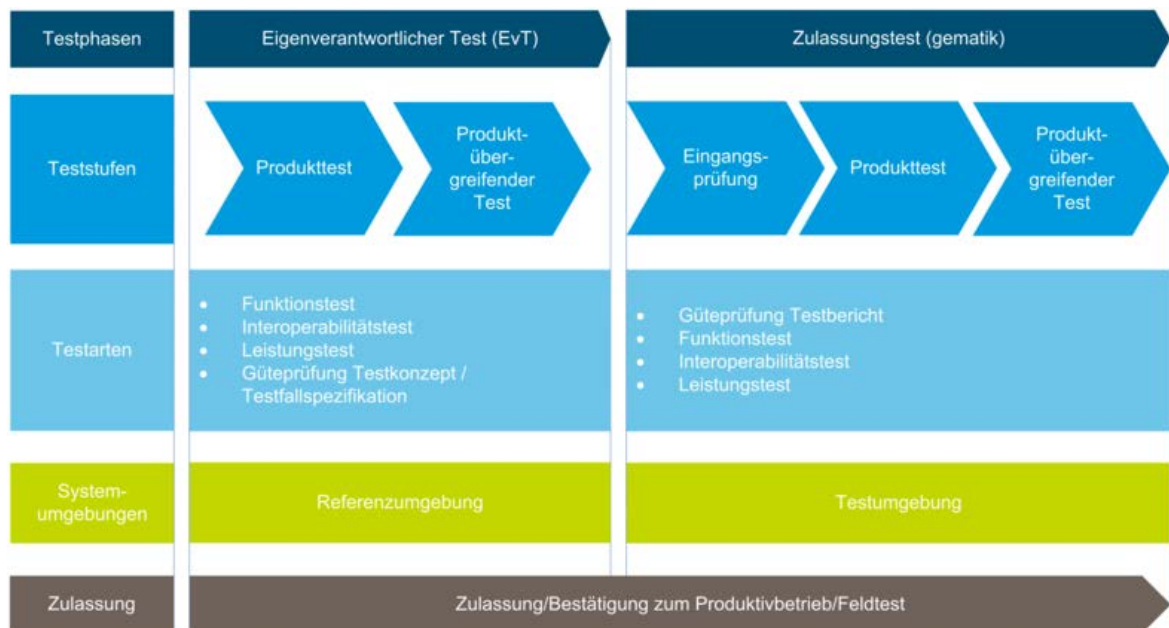 Testphasen
Eigenverantwortlicher Test (EvT)
Zulassungstest (gematik)
Teststufen
Produkttest
Produkt-
über-
greifender
Test
Eingangs-
prüfung
Produkttest
Produkt-
über-
greifender
Test
Testarten
• Funktionstest
• Interoperabilitätstest
• Leistungstest
• Güteprüfung Testkonzept /
Testfallspezifikation
• Güteprüfung Testbericht
• Funktionstest
• Interoperabilitätstest
• Leistungstest
System-
umgebungen
Referenzumgebung
Testumgebung
Zulassung
Zulassung/Bestätigung zum Produktivbetrieb/Feldtest